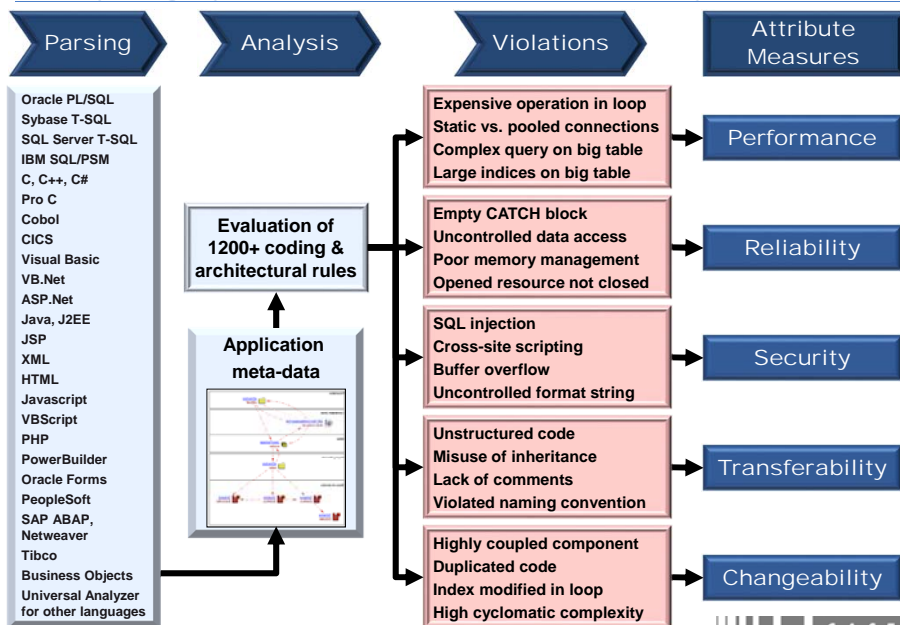 Parsing
Analysis
Violations
Attribute
Measures
Oracle PL/SQL
Sybase T-SQL
SQL Server T-SQL
IBM SQL/PSM
C, C++, C#
Pro C
Cobol
CICS
Visual Basic
VB.Net
ASP.Net
Java, J2EE
JSP
XML
HTML
Javascript
VBScript
PHP
PowerBuilder
Oracle Forms
PeopleSoft
SAP ABAP,
Netweaver
Tibco
Business Objects
Universal Analyzer
for other languages
Evaluation of
1200+ coding &
architectural rules
Application
meta-data
Expensive operation in loop
Static vs. pooled connections
Complex query on big table
Large indices on big table
Performance
Empty CATCH block
Uncontrolled data access
Poor memory management
Opened resource not closed
Reliability
SQL injection
Cross-site scripting
Buffer overflow
Uncontrolled format string
Security
Unstructured code
Misuse of inheritance
Lack of comments
Violated naming convention
Transferability
Highly coupled component
Duplicated code
Index modified in loop
High cyclomatic complexity
Changeability